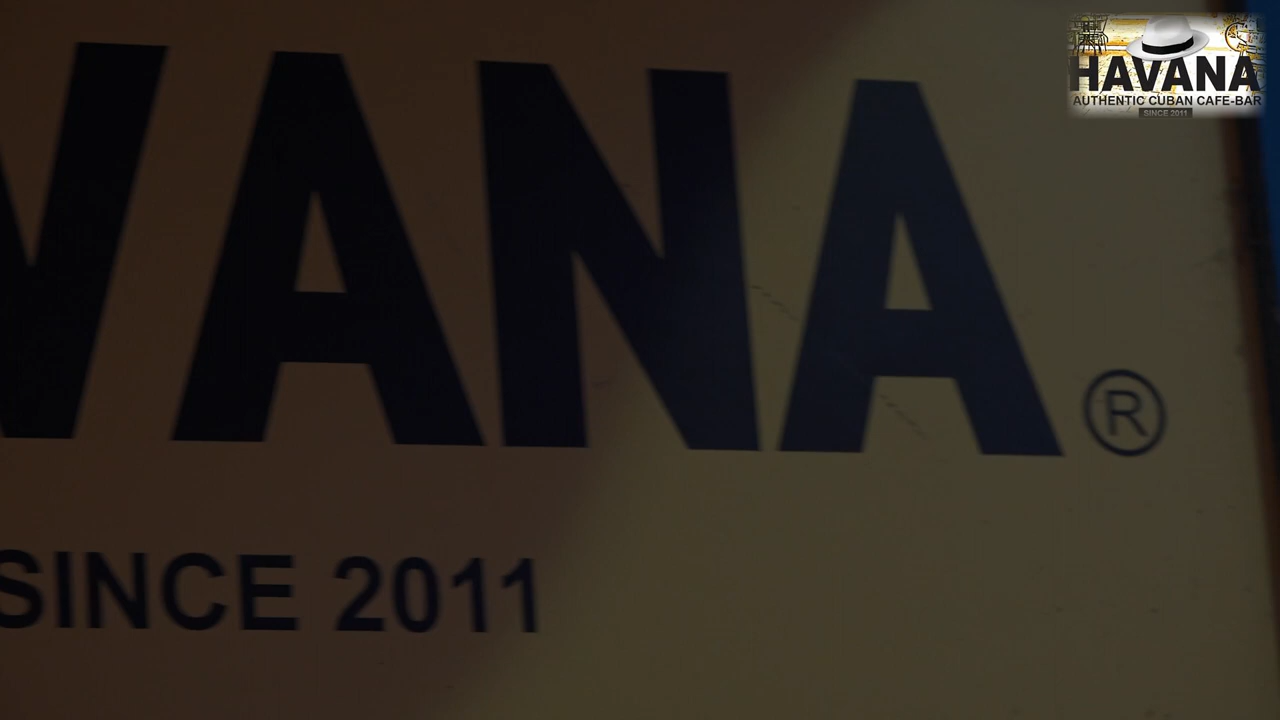 HAVANA
AUTHENTIC CUBAN CAFE-BAR
SINCE 2011
VANA®
SINCE 2011